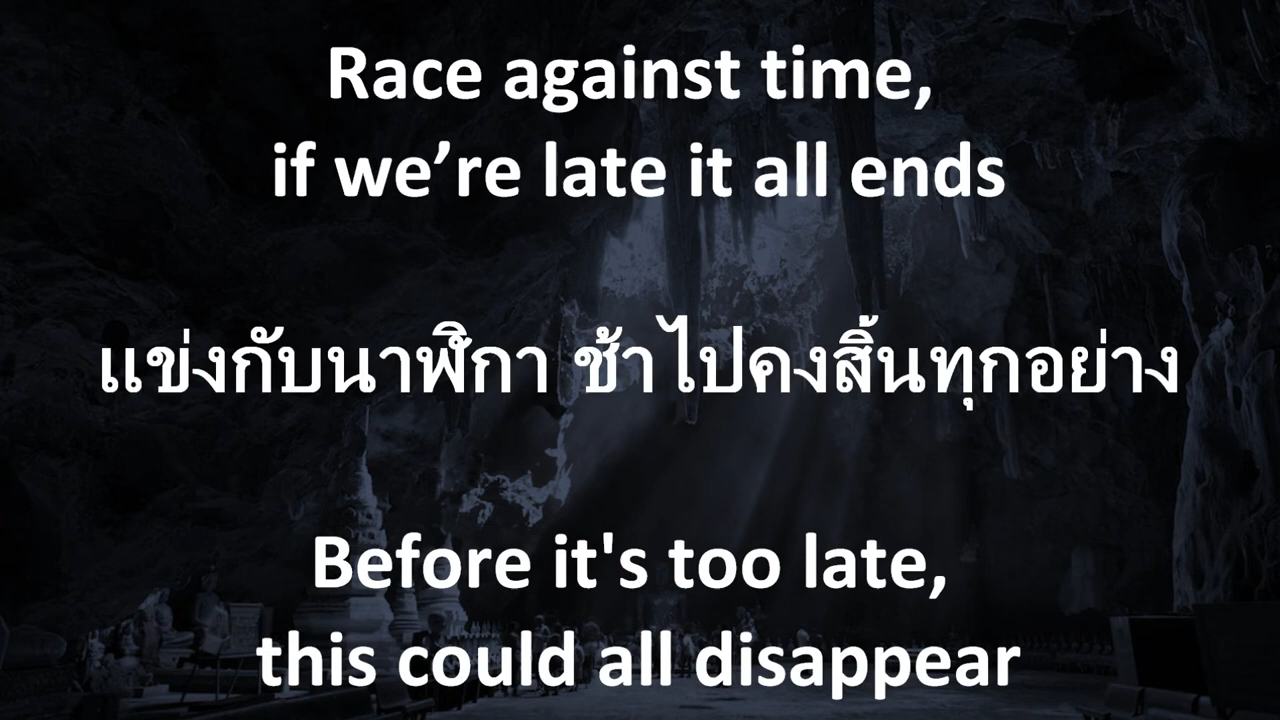 Race against time,
if we’re late it all ends
แข่งกับนาฬิกา ช้าไปคงสิ้นทุกอย่าง
Before it's too late,
this could all disappear